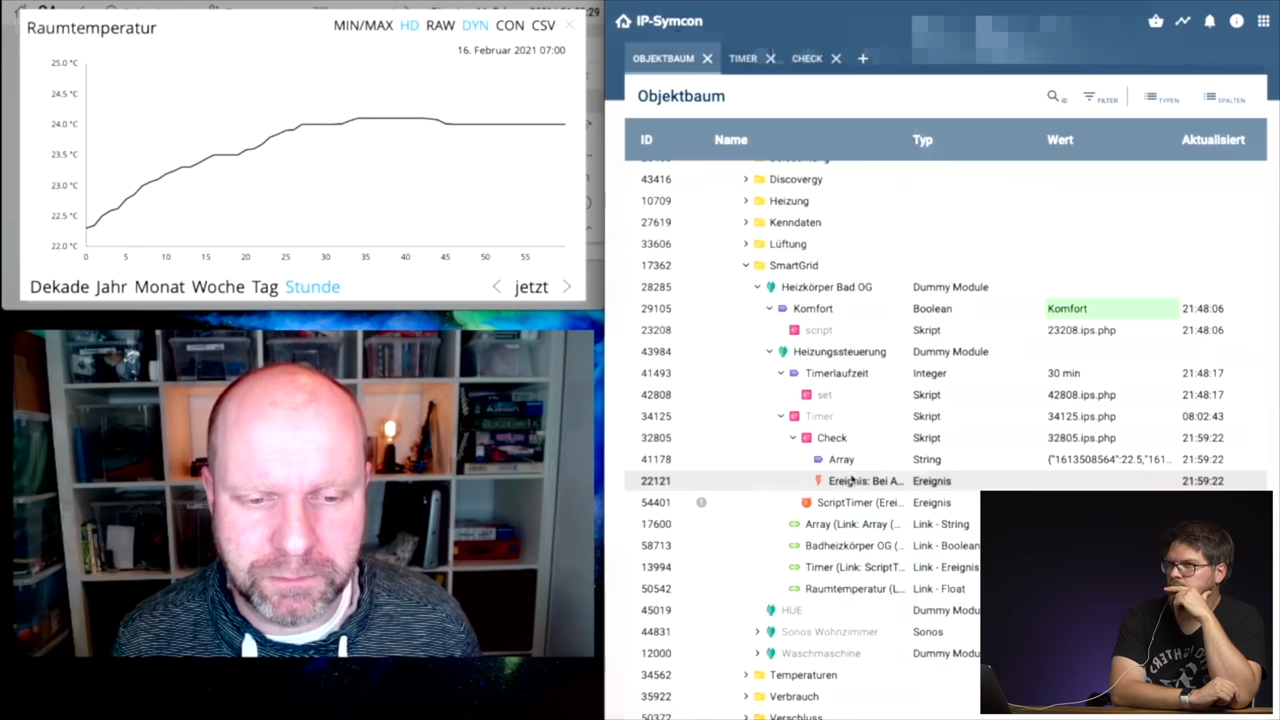 Raumtemperatur
MIN/MAX HD RAW DYN CON CSV
16. Februar 2021 07:00
25.0 °C
24.5 °C
24.0 °C
23.5 °C
23.0 °C
22.5 °C
22.0 °C
0 5 10 15 20 25 30 35 40 45 50 55
Dekade Jahr Monat Woche Tag Stunde
jetzt
IP-Symcon
OBJEKTBAUM TIMER CHECK
Objektbaum
ID FILTER TYPEN SPALTEN
ID Name Typ Wert Aktualisiert
43416 Discovergy
10709 Heizung
27619 Kenndaten
33606 Lüftung
17362 SmartGrid
28285 Heizkörper Bad OG Dummy Module
29105 Komfort Boolean Komfort 21:48:06
23208 script Skript 23208.ips.php 21:48:06
43984 Heizungssteuerung Dummy Module
41493 Timerlaufzeit Integer 30 min 21:48:17
42808 set Skript 42808.ips.php 21:48:17
34125 Timer Skript 34125.ips.php 08:02:43
32805 Check Skript 32805.ips.php 21:59:22
41178 Array String {"1613508564":22.5,"161... 21:59:22
22121 Ereignis: Bei A... Ereignis 21:59:22
54401 ScriptTimer (Erei... Ereignis
17600 Array (Link: Array (... Link - String
58713 Badheizkörper OG (... Link - Boolean
13994 Timer (Link: ScriptT... Link - Ereignis
50542 Raumtemperatur (L... Link - Float
45019 HUE Dummy Modu
44831 Sonos Wohnzimmer Sonos
12000 Waschmaschine Dummy Modu
34562 Temperaturen
35922 Verbrauch
50372 Verschluss